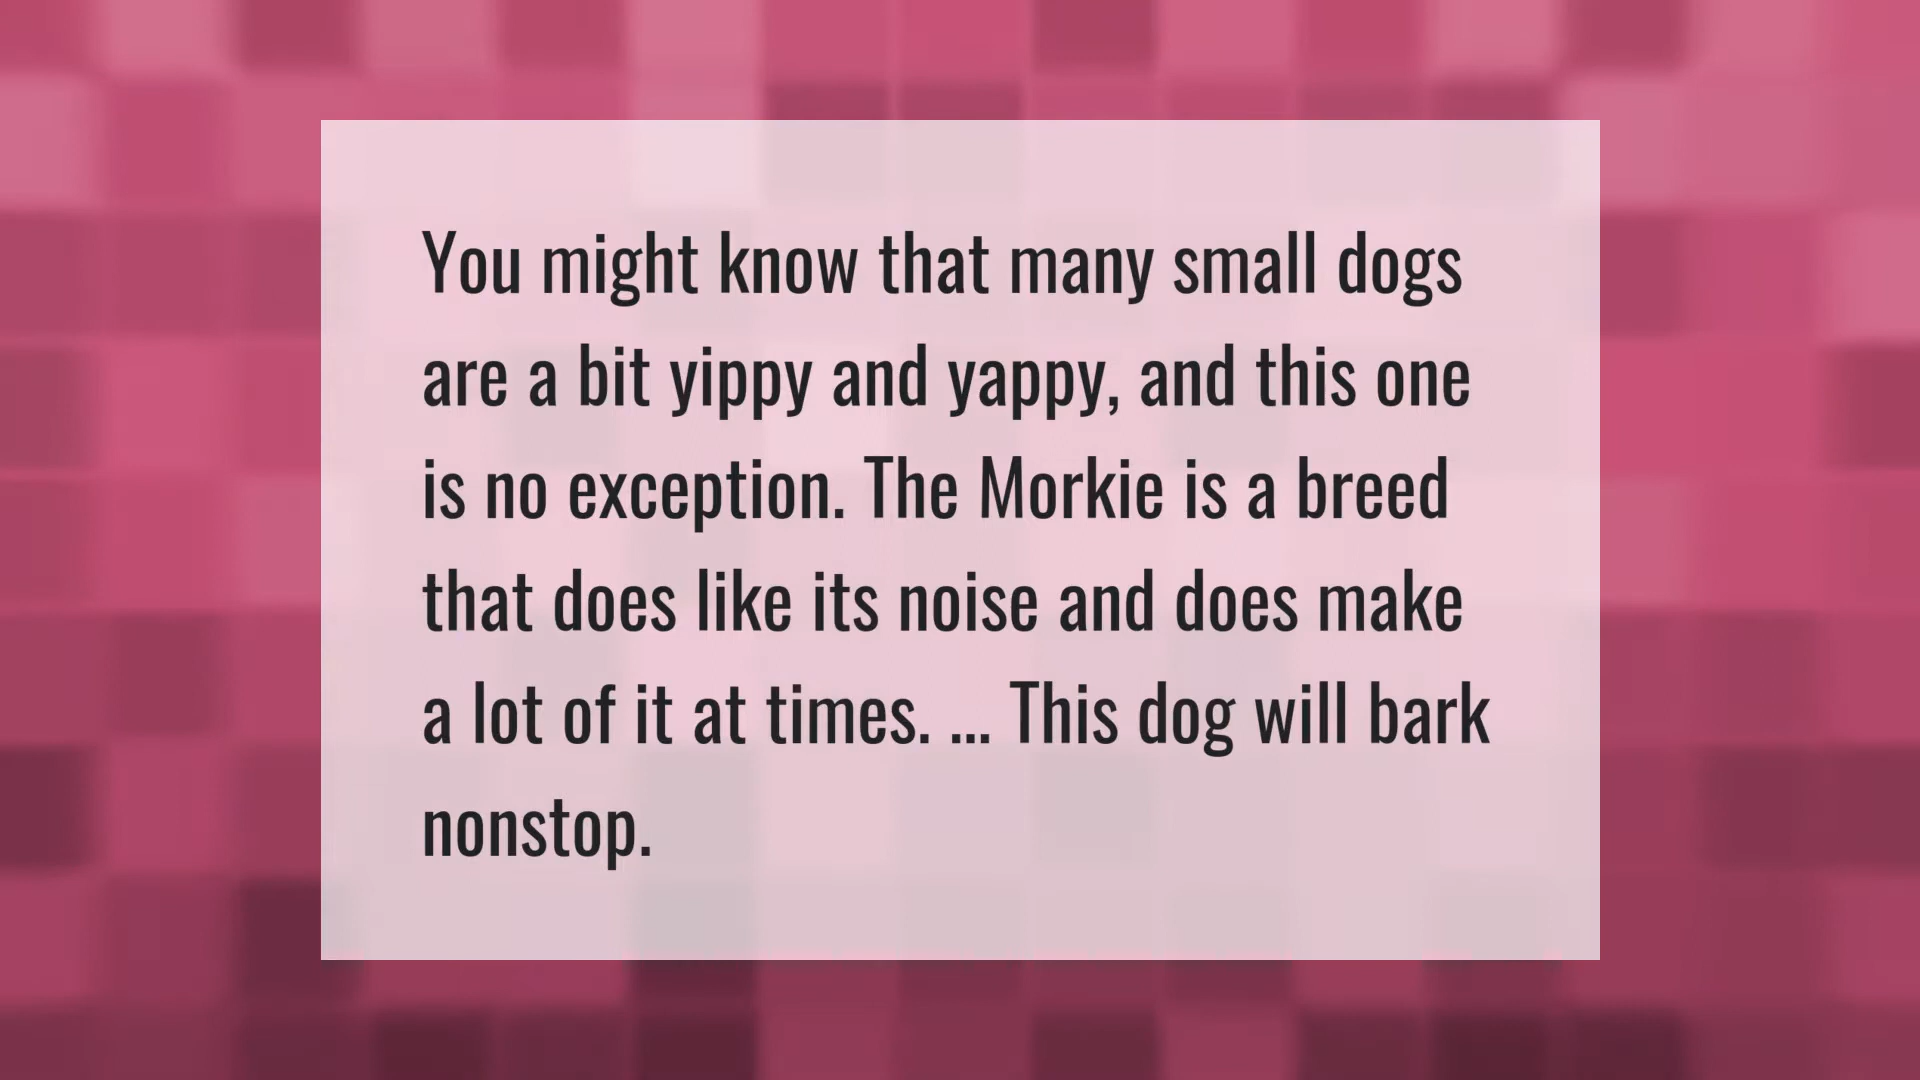 You might know that many small dogs
are a bit yippy and yappy, and this one
is no exception. The Morkie is a breed
that does like its noise and does make
a lot of it at times. ... This dog will bark
nonstop.